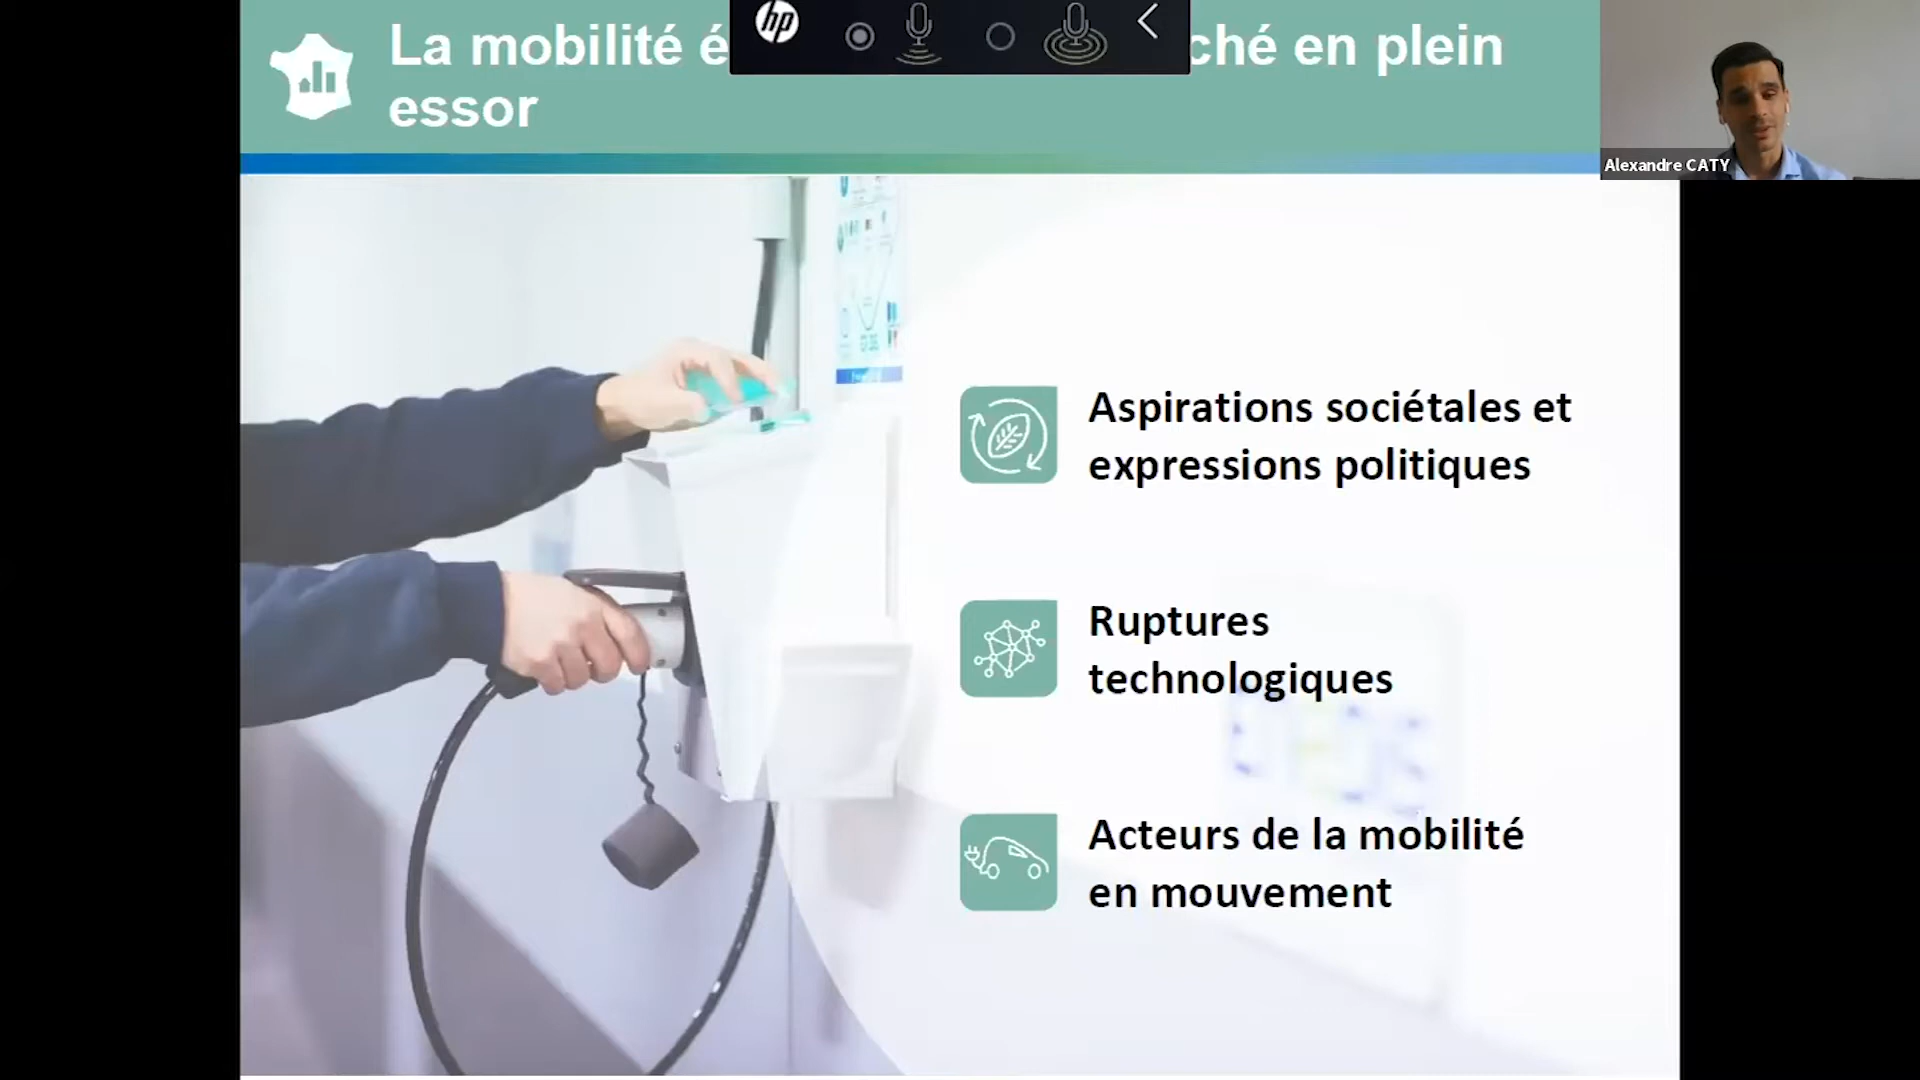 La mobilité é
ché en plein
essor
hp
Alexandre CATY
Aspirations sociétales et
expressions politiques
Ruptures
technologiques
Acteurs de la mobilité
en mouvement